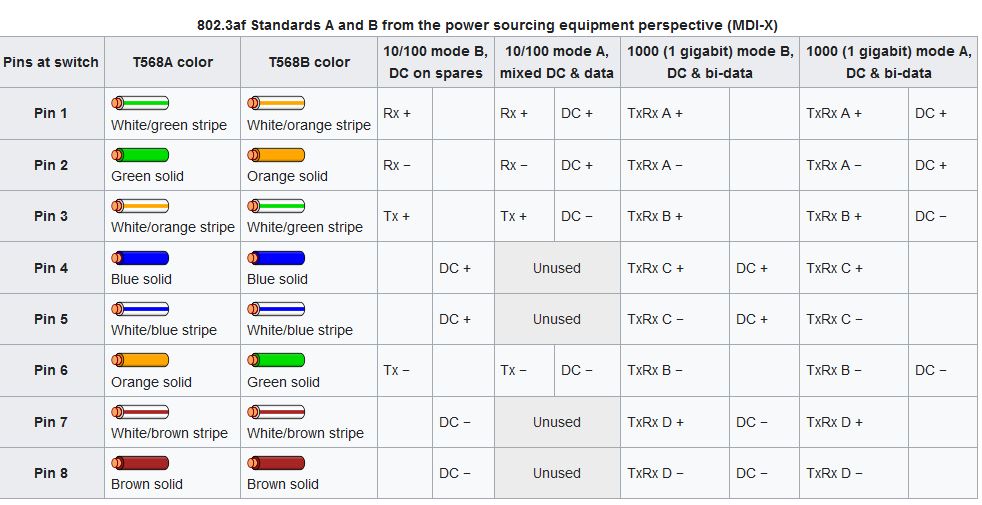 802.3af Standards A and B from the power sourcing equipment perspective (MDI-X)
Pins at switch T568A color T568B color 10/100 mode B, DC on spares 10/100 mode A, mixed DC & data 1000 (1 gigabit) mode B, DC & bi-data 1000 (1 gigabit) mode A, DC & bi-data
Pin 1 White/green stripe White/orange stripe Rx + Rx + DC + TxRx A + TxRx A + DC +
Pin 2 Green solid Orange solid Rx − Rx − DC + TxRx A − TxRx A − DC +
Pin 3 White/orange stripe White/green stripe Tx + Tx + DC − TxRx B + TxRx B + DC −
Pin 4 Blue solid Blue solid DC + Unused TxRx C + DC + TxRx C +
Pin 5 White/blue stripe White/blue stripe DC + Unused TxRx C − DC + TxRx C −
Pin 6 Orange solid Green solid Tx − Tx − DC − TxRx B − TxRx B − DC −
Pin 7 White/brown stripe White/brown stripe DC − Unused TxRx D + DC − TxRx D +
Pin 8 Brown solid Brown solid DC − Unused TxRx D − DC − TxRx D −